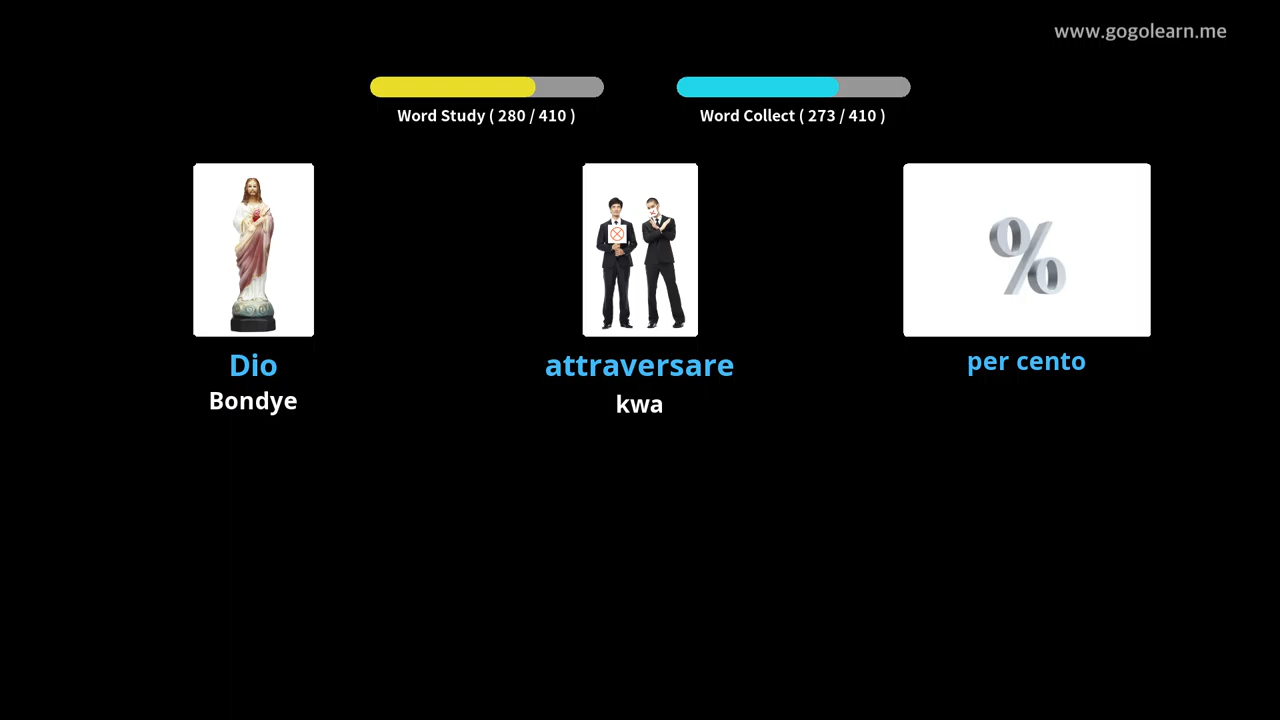 www.gogolearn.me
Word Study ( 280 / 410 )
Word Collect ( 273 / 410 )
Dio
Bondye
attraversare
kwa
per cento
%